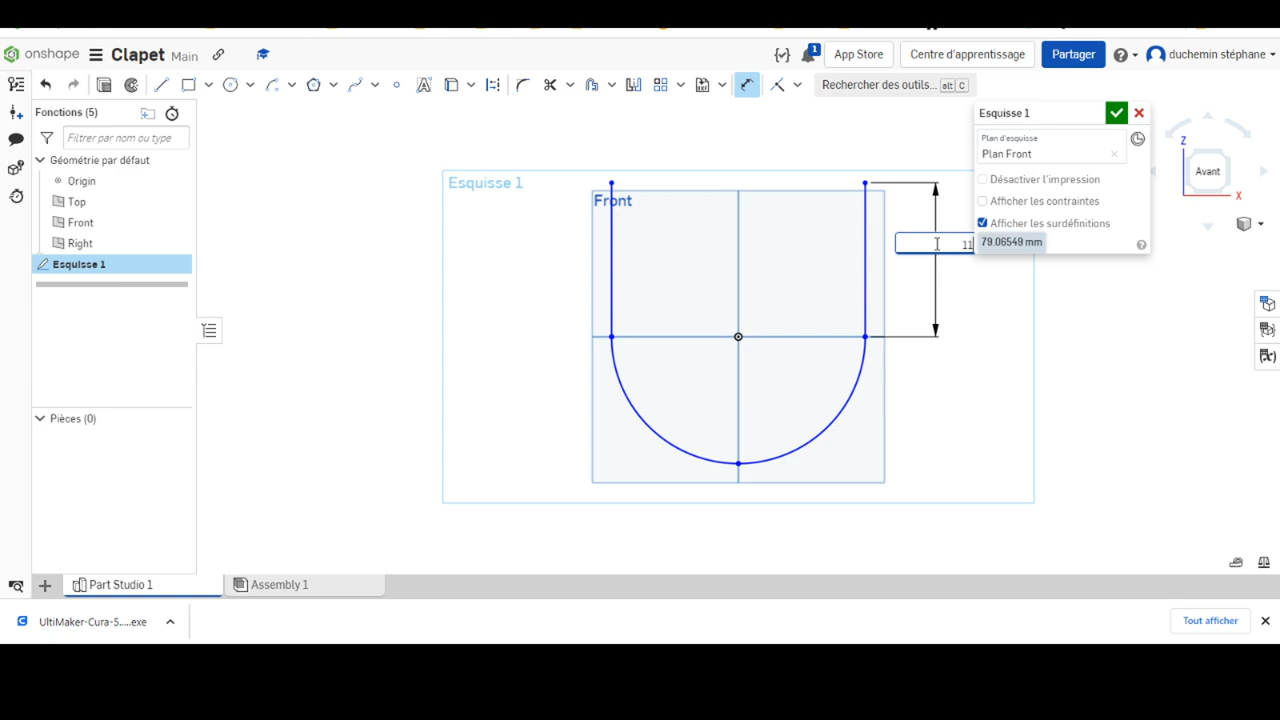 onshape Clapet Main
1
App Store Centre d'apprentissage Partager duchemin stéphane
Rechercher des outils... alt C
Fonctions (5)
Filtrer par nom ou type
Géométrie par défaut
Origin
Top
Front
Right
Esquisse 1
Pièces (0)
Esquisse 1
Front
11
79.06549 mm
Esquisse 1
Plan d'esquisse
Plan Front
Désactiver l'impression
Afficher les contraintes
Afficher les surdéfinitions
Z
Avant
X
Part Studio 1 Assembly 1
UltiMaker-Cura-5.....exe
Tout afficher